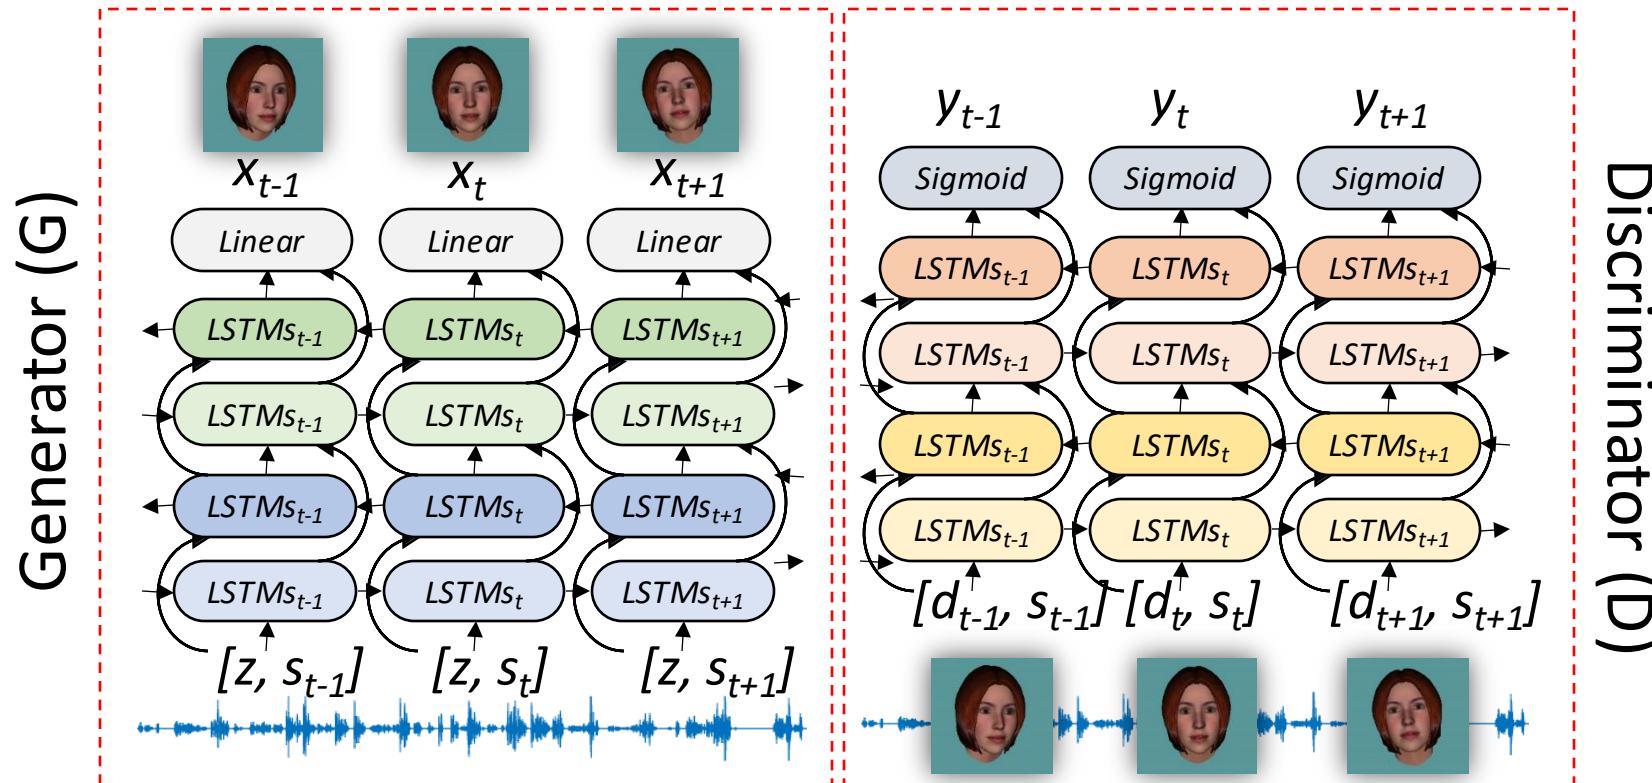 Generator (G)
x_{t-1} x_t x_{t+1}
Linear Linear Linear
LSTMs_{t-1} LSTMs_t LSTMs_{t+1}
LSTMs_{t-1} LSTMs_t LSTMs_{t+1}
LSTMs_{t-1} LSTMs_t LSTMs_{t+1}
LSTMs_{t-1} LSTMs_t LSTMs_{t+1}
[z, s_{t-1}] [z, s_t] [z, s_{t+1}]
y_{t-1} y_t y_{t+1}
Sigmoid Sigmoid Sigmoid
LSTMs_{t-1} LSTMs_t LSTMs_{t+1}
LSTMs_{t-1} LSTMs_t LSTMs_{t+1}
LSTMs_{t-1} LSTMs_t LSTMs_{t+1}
LSTMs_{t-1} LSTMs_t LSTMs_{t+1}
[d_{t-1}, s_{t-1}] [d_t, s_t] [d_{t+1}, s_{t+1}]
Discriminator (D)